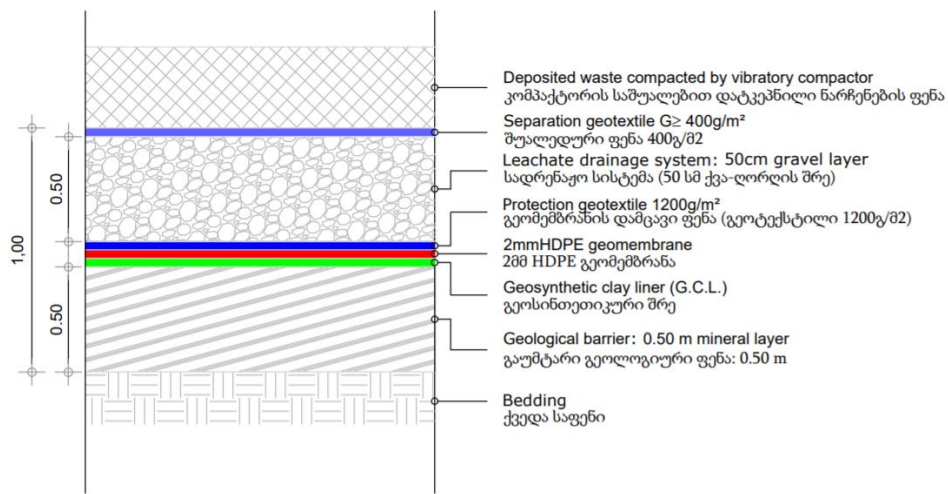 Deposited waste compacted by vibratory compactor
კომპაქტორის საშუალებით დატკეპნილი ნარჩენების ფენა
Separation geotextile G≥ 400g/m²
შუალედური ფენა 400გ/მ2
Leachate drainage system: 50cm gravel layer
სადრენაჟო სისტემა (50 სმ ქვა-ღორღის შრე)
Protection geotextile 1200g/m²
გეომემბრანის დამცავი ფენა (გეოტექსტილი 1200გ/მ2)
2mmHDPE geomembrane
2მმ HDPE გეომემბრანა
Geosynthetic clay liner (G.C.L.)
გეოსინთეთიკური შრე
Geological barrier: 0.50 m mineral layer
გაუმტარი გეოლოგიური ფენა: 0.50 m
Bedding
ქვედა საფენი
1,00
0.50
0.50